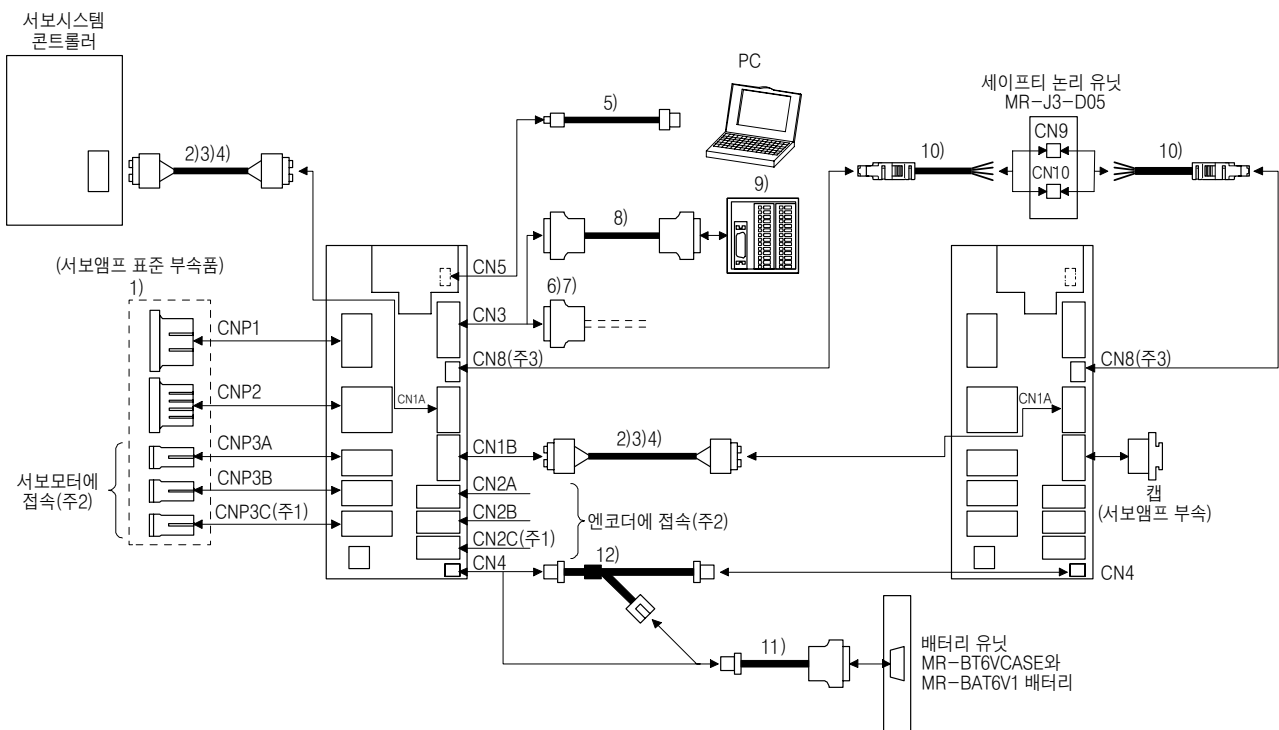 서보시스템
콘트롤러
2)3)4)
5)
PC
세이프티 논리 유닛
MR-J3-D05
CN9
CN10
10)
10)
9)
8)
6)7)
(서보앰프 표준 부속품)
1)
CNP1
CNP2
CNP3A
CNP3B
CNP3C(주1)
서보모터에
접속(주2)
CN5
CN3
CN8(주3)
CN1A
CN1B
2)3)4)
CN2A
CN2B
CN2C(주1)
엔코더에 접속(주2)
CN4
12)
11)
배터리 유닛
MR-BT6VCASE와
MR-BAT6V1 배터리
CN8(주3)
CN1A
캡
(서보앰프 부속)
CN4